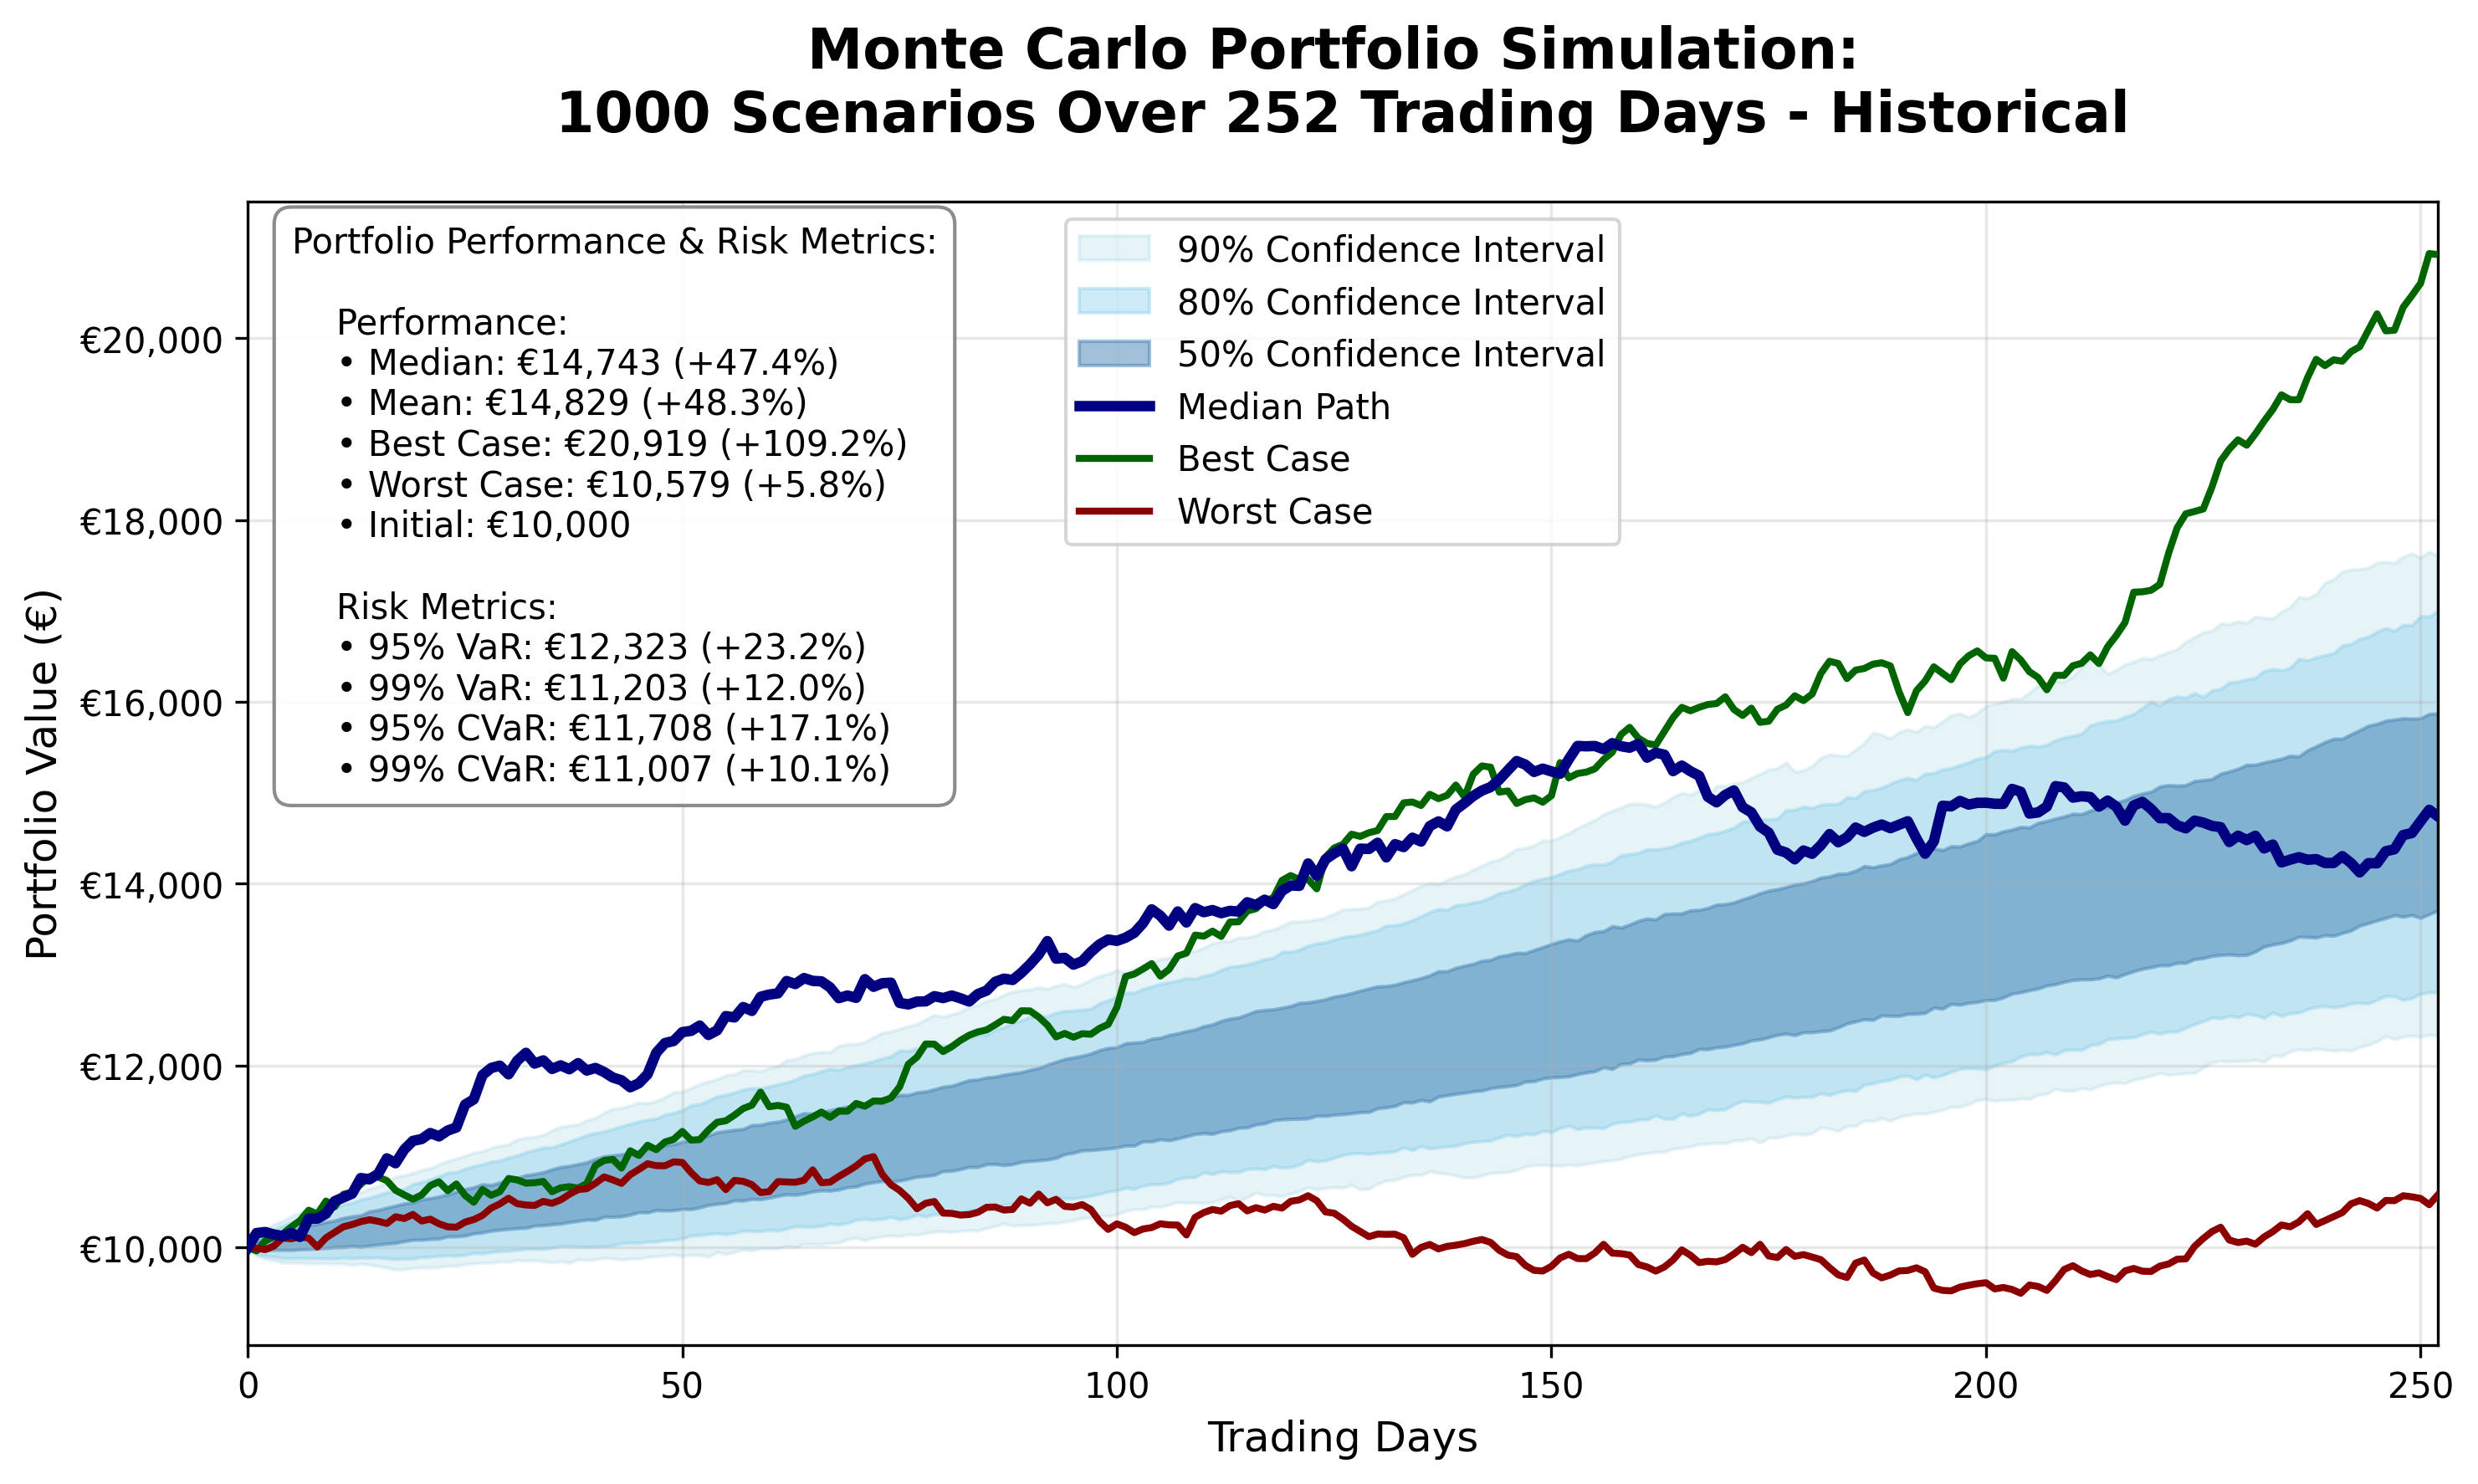 Monte Carlo Portfolio Simulation:
1000 Scenarios Over 252 Trading Days - Historical
Portfolio Performance & Risk Metrics:
Performance:
• Median: €14,743 (+47.4%)
• Mean: €14,829 (+48.3%)
• Best Case: €20,919 (+109.2%)
• Worst Case: €10,579 (+5.8%)
• Initial: €10,000
Risk Metrics:
• 95% VaR: €12,323 (+23.2%)
• 99% VaR: €11,203 (+12.0%)
• 95% CVaR: €11,708 (+17.1%)
• 99% CVaR: €11,007 (+10.1%)
90% Confidence Interval
80% Confidence Interval
50% Confidence Interval
Median Path
Best Case
Worst Case
Portfolio Value (€)
€20,000
€18,000
€16,000
€14,000
€12,000
€10,000
0 50 100 150 200 250
Trading Days